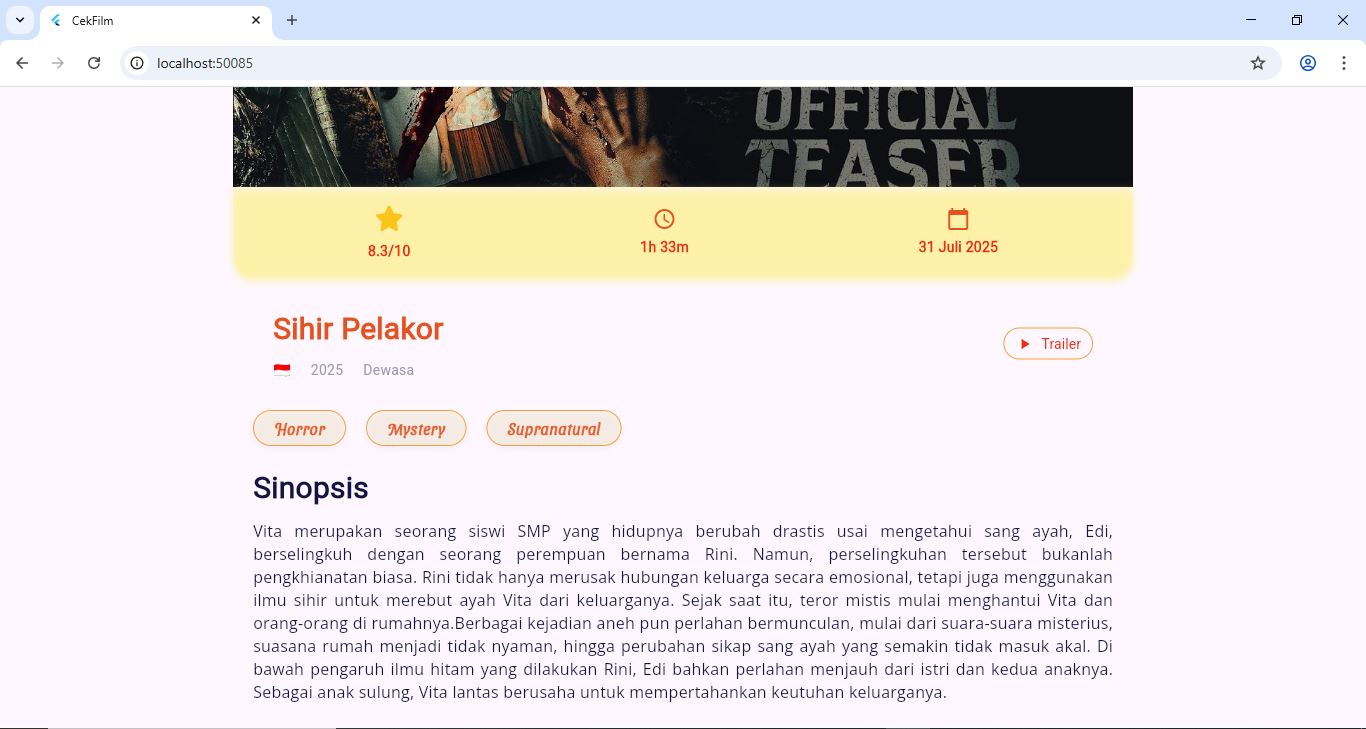 CekFilm
localhost:50085
OFFICIAL
TEASER
8.3/10
1h 33m
31 Juli 2025
Sihir Pelakor
Trailer
2025 Dewasa
Horror Mystery Supranatural
Sinopsis
Vita merupakan seorang siswi SMP yang hidupnya berubah drastis usai mengetahui sang ayah, Edi,
berselingkuh dengan seorang perempuan bernama Rini. Namun, perselingkuhan tersebut bukanlah
pengkhianatan biasa. Rini tidak hanya merusak hubungan keluarga secara emosional, tetapi juga menggunakan
ilmu sihir untuk merebut ayah Vita dari keluarganya. Sejak saat itu, teror mistis mulai menghantui Vita dan
orang-orang di rumahnya.Berbagai kejadian aneh pun perlahan bermunculan, mulai dari suara-suara misterius,
suasana rumah menjadi tidak nyaman, hingga perubahan sikap sang ayah yang semakin tidak masuk akal. Di
bawah pengaruh ilmu hitam yang dilakukan Rini, Edi bahkan perlahan menjauh dari istri dan kedua anaknya.
Sebagai anak sulung, Vita lantas berusaha untuk mempertahankan keutuhan keluarganya.